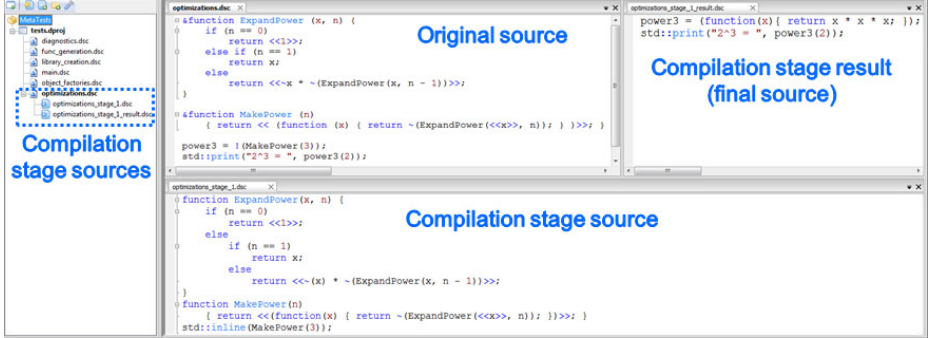 MetaTests
tests.dproj
diagnostics.dsc
func_generation.dsc
library_creation.dsc
main.dsc
object_factories.dsc
optimizations.dsc
optimizations_stage_1.dsc
optimizations_stage_1_result.dsc
Compilation
stage sources
optimizations.dsc
&function ExpandPower (x, n) {
if (n == 0)
return <<1>>;
else if (n == 1)
return x;
else
return <<~x * ~(ExpandPower(x, n - 1))>>;
}
&function MakePower (n)
{ return << (function (x) { return ~(ExpandPower(<<x>>, n)); } )>>; }
power3 = !(MakePower(3));
std::print("2^3 = ", power3(2));
Original source
optimizations_stage_1_result.dsc
power3 = (function(x){ return x * x * x; });
std::print("2^3 = ", power3(2));
Compilation stage result
(final source)
optimizations_stage_1.dsc
function ExpandPower(x, n) {
if (n == 0)
return <<1>>;
else
if (n == 1)
return x;
else
return <<~(x) * ~(ExpandPower(x, n - 1))>>;
}
function MakePower(n)
{ return <<(function(x) { return ~(ExpandPower(<<x>>, n)); })>>; }
std::inline(MakePower(3));
Compilation stage source